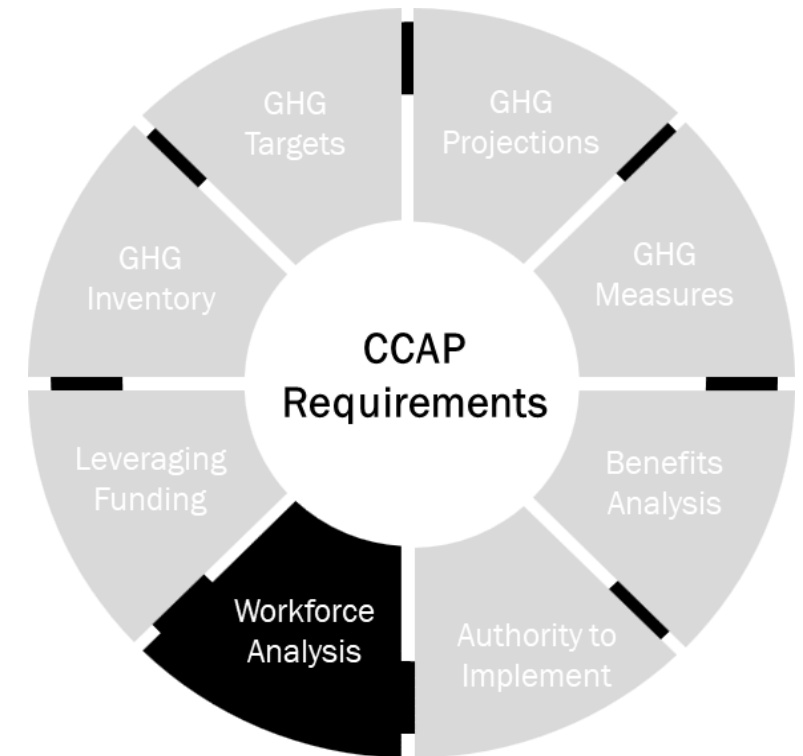 GHG
Targets
GHG
Projections
GHG
Inventory
GHG
Measures
CCAP
Requirements
Leveraging
Funding
Benefits
Analysis
Workforce
Analysis
Authority to
Implement